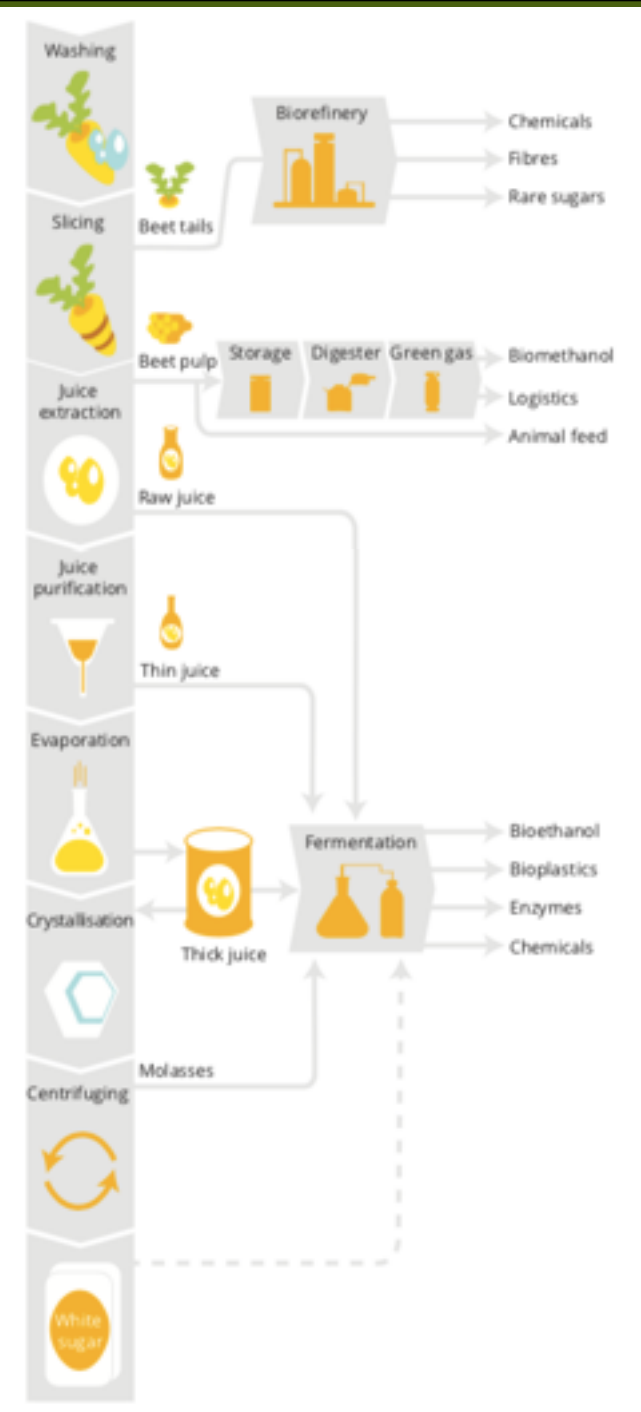 Washing
Biorefinery
Chemicals
Fibres
Rare sugars
Slicing
Beet tails
Beet pulp
Storage
Digester
Green gas
Biomethanol
Logistics
Animal feed
Juice
extraction
Raw juice
Juice
purification
Thin juice
Evaporation
Fermentation
Bioethanol
Bioplastics
Enzymes
Chemicals
Crystallisation
Thick juice
Molasses
Centrifuging
White
sugar